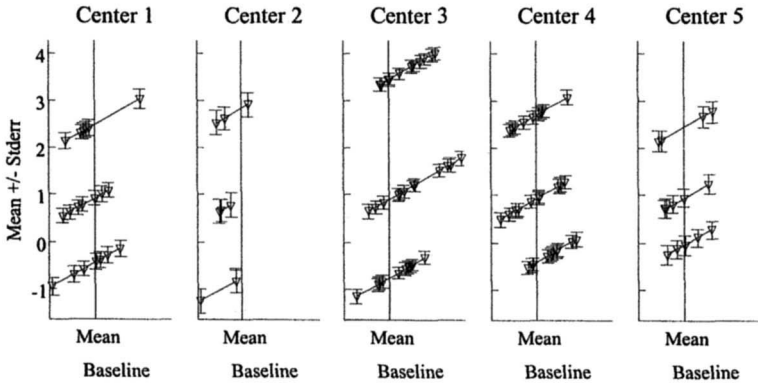 Center 1 Center 2 Center 3 Center 4 Center 5
Mean +/- Stderr
4
3
2
1
0
-1
Mean Mean Mean Mean Mean
Baseline Baseline Baseline Baseline Baseline